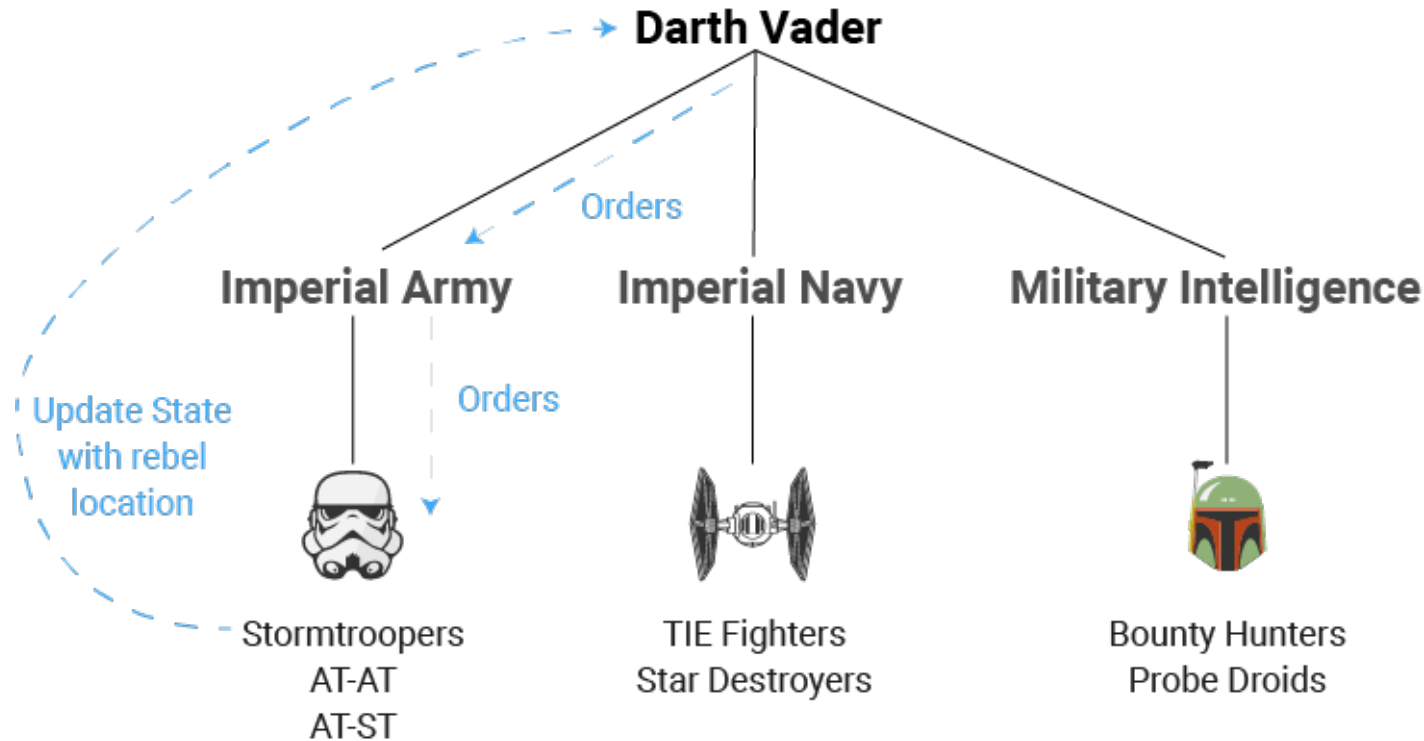 Darth Vader
Orders
Imperial Army
Imperial Navy
Military Intelligence
Orders
Update State
with rebel
location
Stormtroopers
AT-AT
AT-ST
TIE Fighters
Star Destroyers
Bounty Hunters
Probe Droids